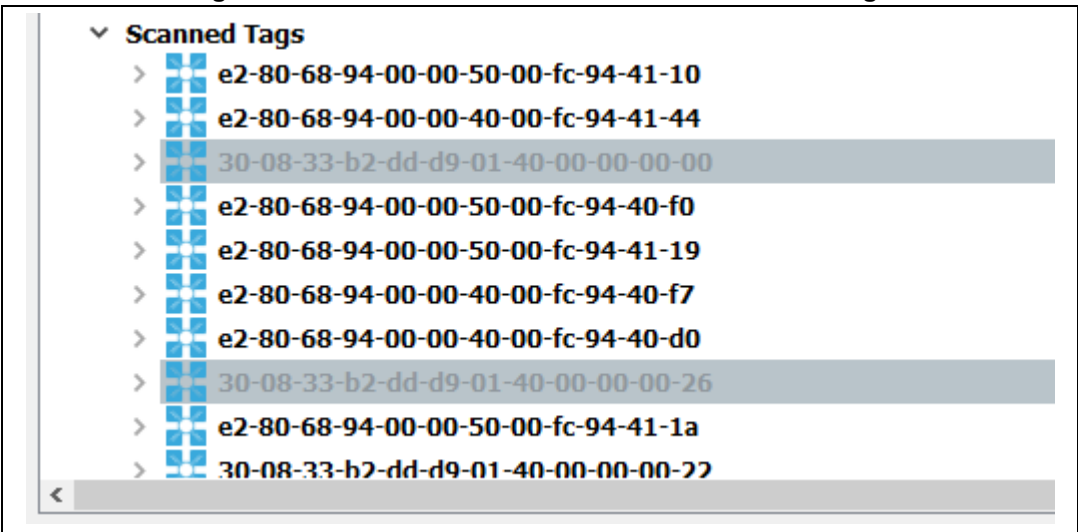 Scanned Tags
e2-80-68-94-00-00-50-00-fc-94-41-10
e2-80-68-94-00-00-40-00-fc-94-41-44
30-08-33-b2-dd-d9-01-40-00-00-00-00
e2-80-68-94-00-00-50-00-fc-94-40-f0
e2-80-68-94-00-00-50-00-fc-94-41-19
e2-80-68-94-00-00-40-00-fc-94-40-f7
e2-80-68-94-00-00-40-00-fc-94-40-d0
30-08-33-b2-dd-d9-01-40-00-00-00-26
e2-80-68-94-00-00-50-00-fc-94-41-1a
30-08-33-b2-dd-d9-01-40-00-00-00-22